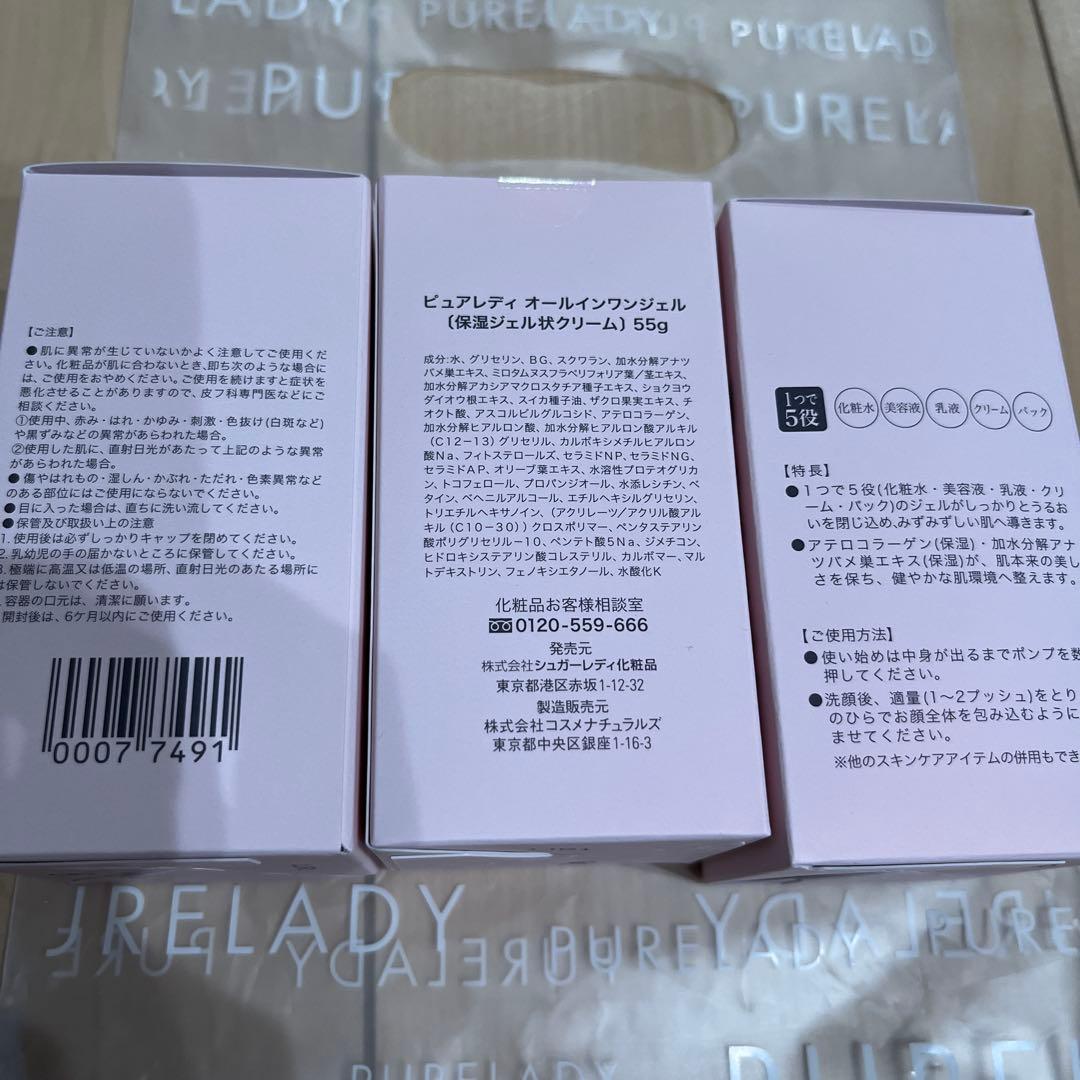 LADY PURELADY PURELAD
PUR PUREL
【ご注意】
●肌に異常が生じていないかよく注意してご使用くだ
さい。化粧品が肌に合わないとき、即ち次のような場合に
は、ご使用をおやめください。ご使用を続けますと症状を
悪化させることがありますので、皮フ科専門医などにご
相談ください。
①使用中、赤み・はれ・かゆみ・刺激・色抜け(白斑など)
や黒ずみなどの異常があらわれた場合。
②使用した肌に、直射日光があたって上記のような異常
があらわれた場合。
●傷やはれもの・湿しん・かぶれ・ただれ・色素異常など
のある部位にはご使用にならないでください。
●目に入った場合は、直ちに洗い流してください。
●保管及び取扱い上の注意
1. 使用後は必ずしっかりキャップを閉めてください。
2. 乳幼児の手の届かないところに保管してください。
3. 極端に高温又は低温の場所、直射日光のあたる場所に
は保管しないでください。
容器の口元は、清潔に願います。
開封後は、6ケ月以内にご使用ください。
0007 7491
ピュアレディ オールインワンジェル
〔保湿ジェル状クリーム〕 55g
成分:水、グリセリン、BG、スクワラン、加水分解アナツ
バメ巣エキス、ミロタムヌスフラベリフォリア葉/茎エキス、
加水分解アカシアマクロスタチア種子エキス、ショクヨウ
ダイオウ根エキス、スイカ種子油、ザクロ果実エキス、チ
オクト酸、アスコルビルグルコシド、アテロコラーゲン、
加水分解ヒアルロン酸、加水分解ヒアルロン酸アルキル
(C12-13)グリセリル、カルボキシメチルヒアルロン
酸Na、フィトステロールズ、セラミドNP、セラミドNG、
セラミドAP、オリーブ葉エキス、水溶性プロテオグリカ
ン、トコフェロール、プロパンジオール、水添レシチン、ベ
タイン、ベヘニルアルコール、エチルヘキシルグリセリン、
トリエチルヘキサノイン、(アクリレーツ/アクリル酸アル
キル(C10-30))クロスポリマー、ペンタステアリン
酸ポリグリセリル-10、ペンテト酸5Na、ジメチコン、
ヒドロキシステアリン酸コレステリル、カルボマー、マル
トデキストリン、フェノキシエタノール、水酸化K
化粧品お客様相談室
0120-559-666
発売元
株式会社シュガーレディ化粧品
東京都港区赤坂1-12-32
製造販売元
株式会社コスメナチュラルズ
東京都中央区銀座1-16-3
1つで
5役 化粧水 美容液 乳液 クリーム パック
【特長】
●1つで5役(化粧水・美容液・乳液・クリ
ーム・パック)のジェルがしっかりとうるお
いを閉じ込め、みずみずしい肌へ導きます。
●アテロコラーゲン(保湿)・加水分解アナ
ツバメ巣エキス(保湿)が、肌本来の美し
さを保ち、健やかな肌環境へ整えます。
【ご使用方法】
●使い始めは中身が出るまでポンプを数
押してください。
●洗顔後、適量(1〜2プッシュ)をとり
のひらでお顔全体を包み込むように
ませてください。
※他のスキンケアアイテムの併用もでき
RELADY PURELADY PURE
PURELADY PURE